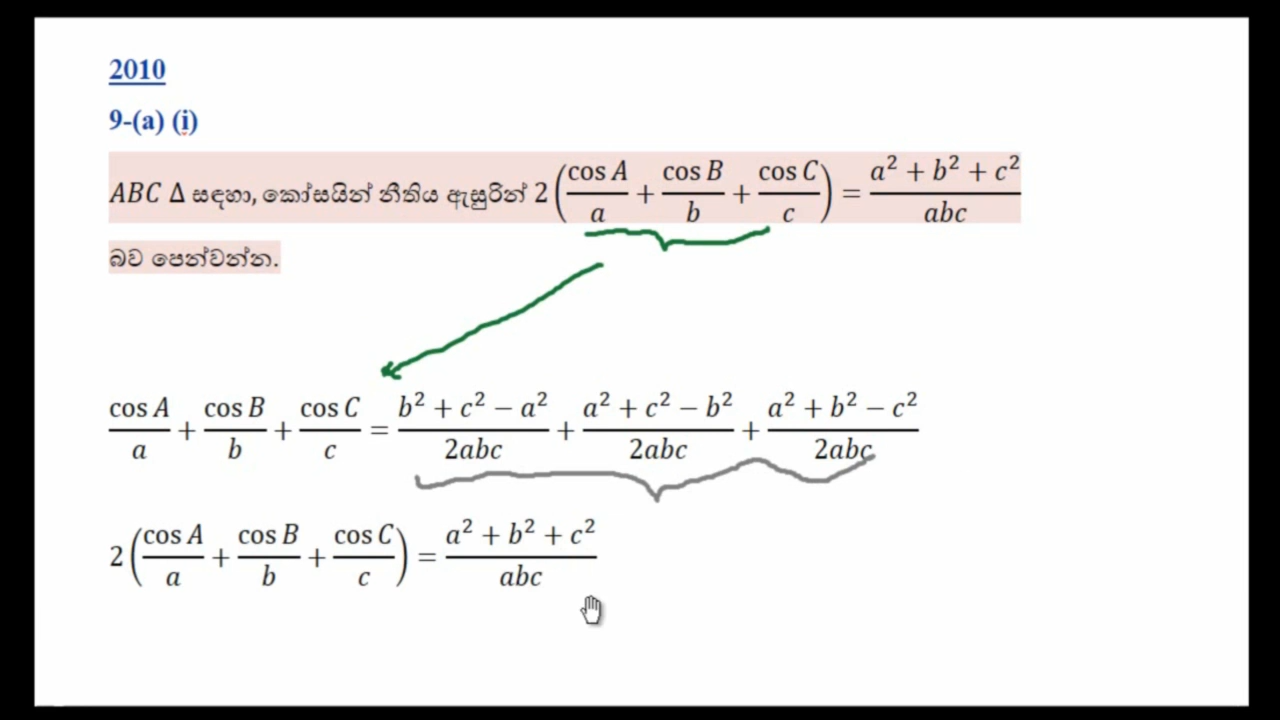 2010
9-(a) (i)
ABC Δ සඳහා, කෝසයින් නීතිය ඇසුරින් 2 (cos A / a + cos B / b + cos C / c) = (a² + b² + c²) / abc
බව පෙන්වන්න.
cos A / a + cos B / b + cos C / c = (b² + c² − a²) / 2abc + (a² + c² − b²) / 2abc + (a² + b² − c²) / 2abc
2 (cos A / a + cos B / b + cos C / c) = (a² + b² + c²) / abc